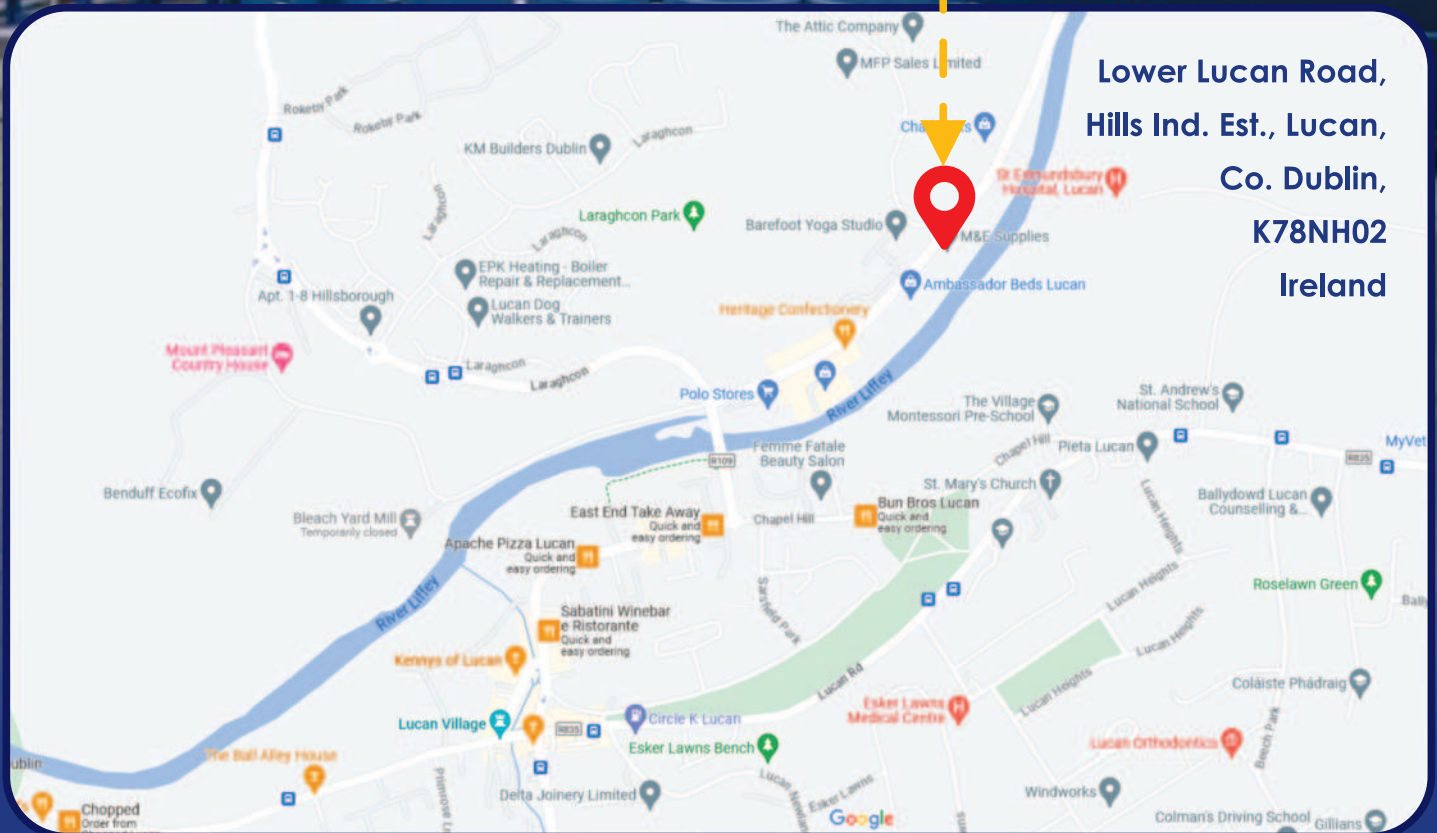 The Attic Company
MFP Sales Limited
Lower Lucan Road,
Hills Ind. Est., Lucan,
Co. Dublin,
K78NH02
Ireland
Rokeby Park
Rokeby Park
KM Builders Dublin
Laraghcon
St Edmundsbury
Hospital, Lucan
Laraghcon
Laraghcon Park
Barefoot Yoga Studio
M&E Supplies
Laraghcon
EPK Heating - Boiler
Repair & Replacement...
Ambassador Beds Lucan
Apt. 1-8 Hillsborough
Lucan Dog
Walkers & Trainers
Heritage Confectionery
Mount Pleasant
Country House
Laraghcon
Laraghcon
Polo Stores
River Liffey
The Village
Montessori Pre-School
St. Andrew's
National School
Femme Fatale
Beauty Salon
R109
Chapel Hill
Pieta Lucan
R835
MyVet
Benduff Ecofix
St. Mary's Church
Lucan Heights
Ballydowd Lucan
Counselling &...
Bleach Yard Mill
Temporarily closed
East End Take Away
Quick and
easy ordering
Chapel Hill
Bun Bros Lucan
Quick and
easy ordering
Apache Pizza Lucan
Quick and
easy ordering
River Liffey
Sarsfield Park
Lucan Heights
Roselawn Green
Sabatini Winebar
e Ristorante
Quick and
easy ordering
Lucan Heights
Kennys of Lucan
Lucan Rd
Lucan Heights
Coláiste Phádraig
Esker Lawns
Medical Centre
Lucan Village
R835
Circle K Lucan
Esker Lawns Bench
Lucan Orthodontics
Beech Park
The Ball Alley House
Delta Joinery Limited
Esker Lawns
Windworks
Chopped
Order from
Google
Colman's Driving School
Gillians